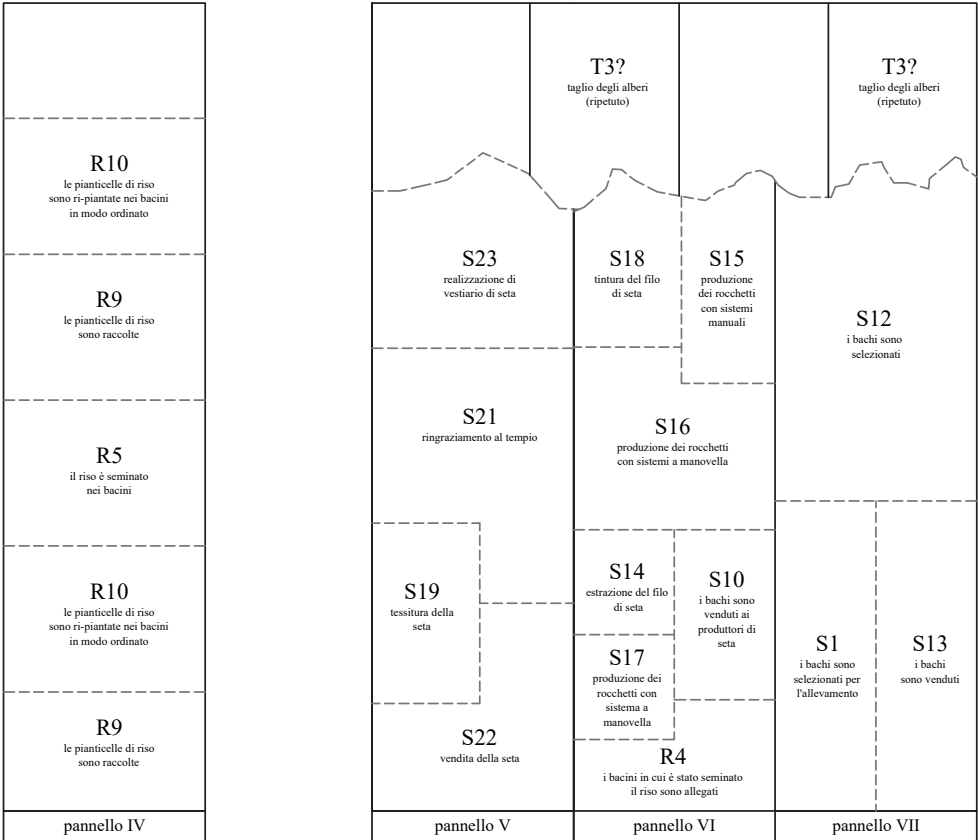 R10
le pianticelle di riso
sono ri-piantate nei bacini
in modo ordinato
R9
le pianticelle di riso
sono raccolte
R5
il riso è seminato
nei bacini
R10
le pianticelle di riso
sono ri-piantate nei bacini
in modo ordinato
R9
le pianticelle di riso
sono raccolte
pannello IV
T3?
taglio degli alberi
(ripetuto)
T3?
taglio degli alberi
(ripetuto)
S23
realizzazione di
vestiario di seta
S21
ringraziamento al tempio
S19
tessitura della
seta
S22
vendita della seta
pannello V
S18
tintura del filo
di seta
S15
produzione
dei rocchetti
con sistemi
manuali
S16
produzione dei rocchetti
con sistemi a manovella
S14
estrazione del filo
di seta
S10
i bachi sono
venduti ai
produttori di
seta
S17
produzione dei
rocchetti con
sistema a
manovella
R4
i bacini in cui è stato seminato
il riso sono allegati
pannello VI
S12
i bachi sono
selezionati
S1
i bachi sono
selezionati per
l'allevamento
S13
i bachi
sono venduti
pannello VII